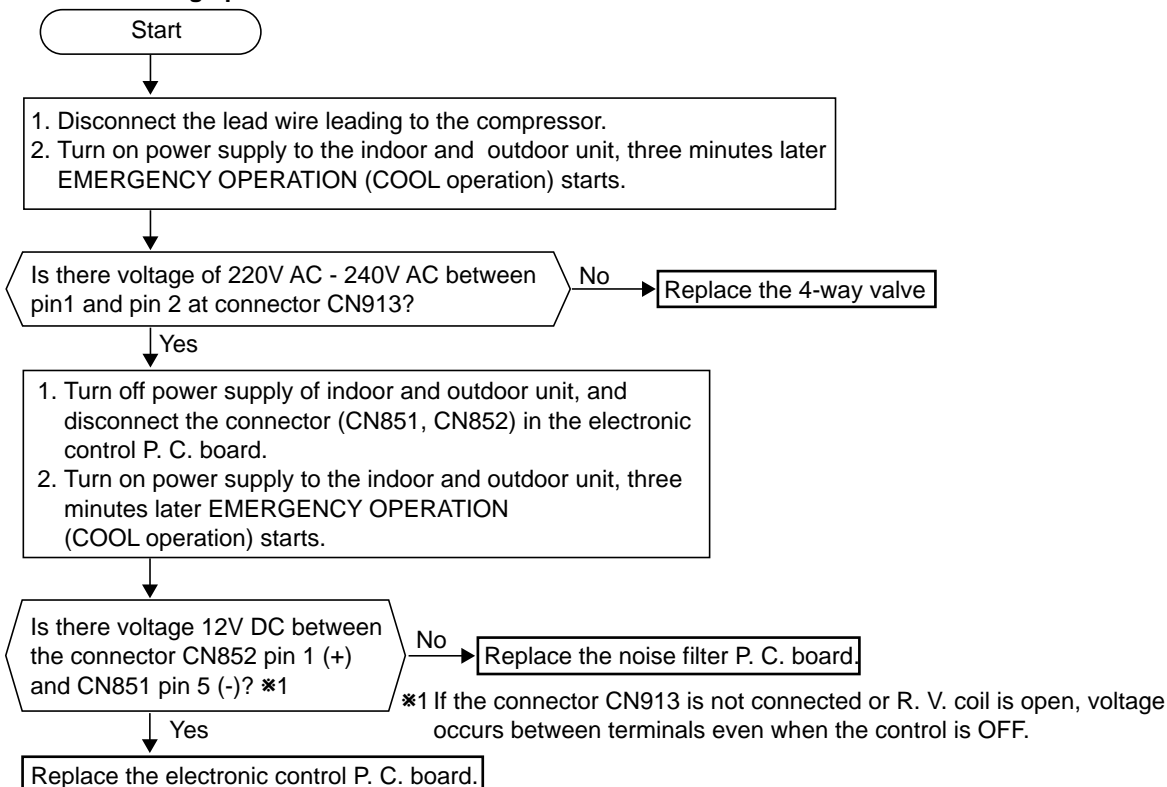 Start
1. Disconnect the lead wire leading to the compressor.
2. Turn on power supply to the indoor and outdoor unit, three minutes later
EMERGENCY OPERATION (COOL operation) starts.
Is there voltage of 220V AC - 240V AC between
pin1 and pin 2 at connector CN913?
No
Replace the 4-way valve
Yes
1. Turn off power supply of indoor and outdoor unit, and
disconnect the connector (CN851, CN852) in the electronic
control P. C. board.
2. Turn on power supply to the indoor and outdoor unit, three
minutes later EMERGENCY OPERATION
(COOL operation) starts.
Is there voltage 12V DC between
the connector CN852 pin 1 (+)
and CN851 pin 5 (-)? ※1
No
Replace the noise filter P. C. board.
※1 If the connector CN913 is not connected or R. V. coil is open, voltage
occurs between terminals even when the control is OFF.
Yes
Replace the electronic control P. C. board.